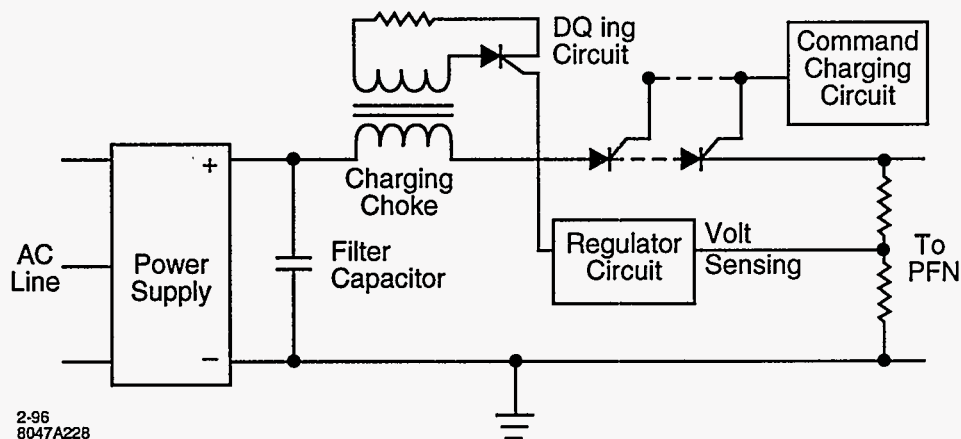 DQ ing
Circuit
Command
Charging
Circuit
+
Charging
Choke
AC
Line
Power
Supply
Filter
Capacitor
Regulator
Circuit
Volt
Sensing
To
PFN
–
2-96
8047A228